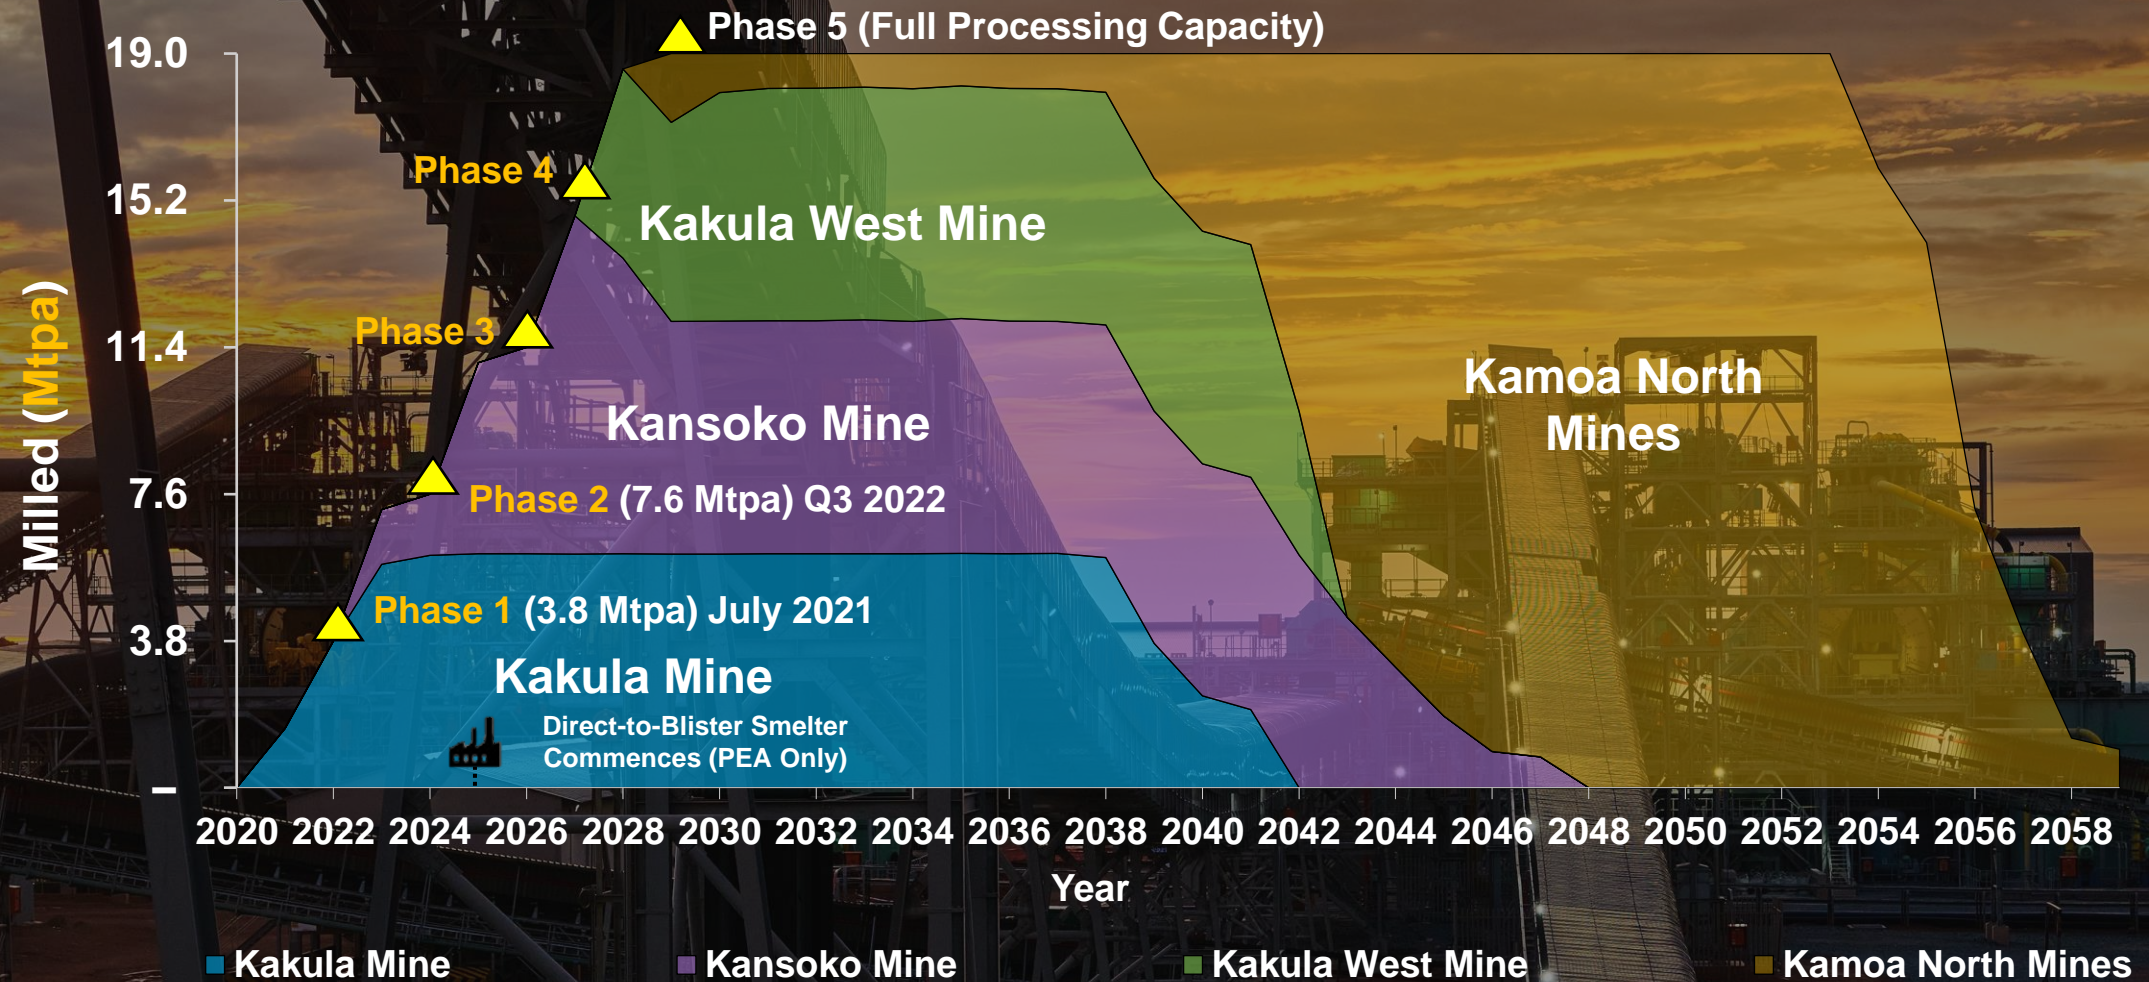 Phase 5 (Full Processing Capacity)
19.0
Phase 4
15.2
Kakula West Mine
Milled (Mtpa)
Phase 3
11.4
Kamoa North
Mines
Kansoko Mine
7.6
Phase 2 (7.6 Mtpa) Q3 2022
Phase 1 (3.8 Mtpa) July 2021
3.8
Kakula Mine
Direct-to-Blister Smelter
Commences (PEA Only)
–
2020 2022 2024 2026 2028 2030 2032 2034 2036 2038 2040 2042 2044 2046 2048 2050 2052 2054 2056 2058
Year
Kakula Mine Kansoko Mine Kakula West Mine Kamoa North Mines